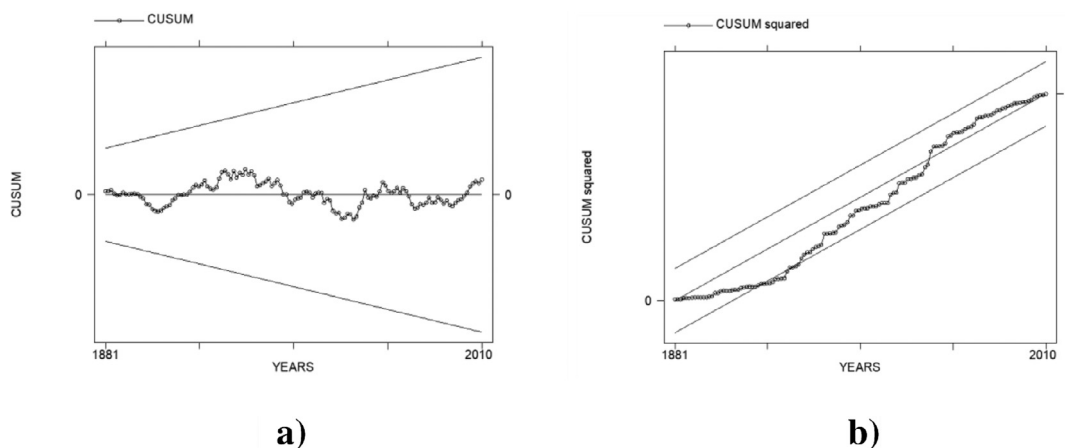 CUSUM
CUSUM
0
0
1881
2010
YEARS
a)
CUSUM squared
CUSUM squared
0
1881
2010
YEARS
b)